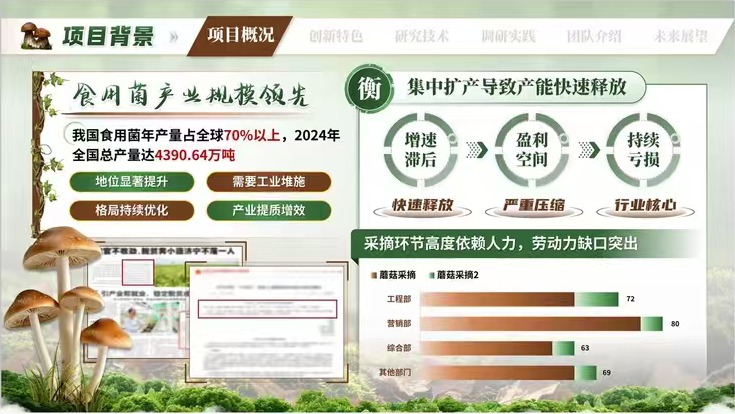 项目背景
项目概况
创新特色
研究技术
调研实践
团队介绍
未来展望
食用菌产业规模领先
我国食用菌年产量占全球70%以上，2024年
全国总产量达4390.64万吨
地位显著提升
需要工业堆施
格局持续优化
产业提质增效
衡
集中扩产导致产能快速释放
增速
滞后
盈利
空间
持续
亏损
快速释放
严重压缩
行业核心
采摘环节高度依赖人力，劳动力缺口突出
蘑菇采摘
蘑菇采摘2
工程部
72
营销部
80
综合部
63
其他部门
69